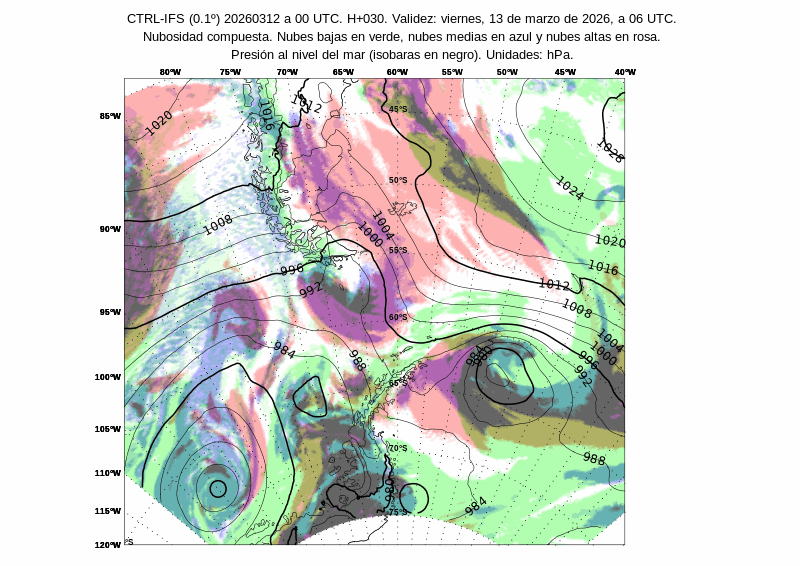 CTRL-IFS (0.1º) 20260312 a 00 UTC. H+030. Validez: viernes, 13 de marzo de 2026, a 06 UTC.
Nubosidad compuesta. Nubes bajas en verde, nubes medias en azul y nubes altas en rosa.
Presión al nivel del mar (isobaras en negro). Unidades: hPa.
80ºW 75ºW 70ºW 65ºW 60ºW 55ºW 50ºW 45ºW 40ºW
1012
45ºS
85ºW
1016
1020
1028
50ºS
1024
1008
1004
90ºW
1000
1020
55ºS
996
1016
992
1012
1008
95ºW
60ºS
1004
984
1000
984
988
996
100ºW
992
65ºS
105ºW
70ºS
988
110ºW
984
115ºW
75ºS
120ºW
ºS